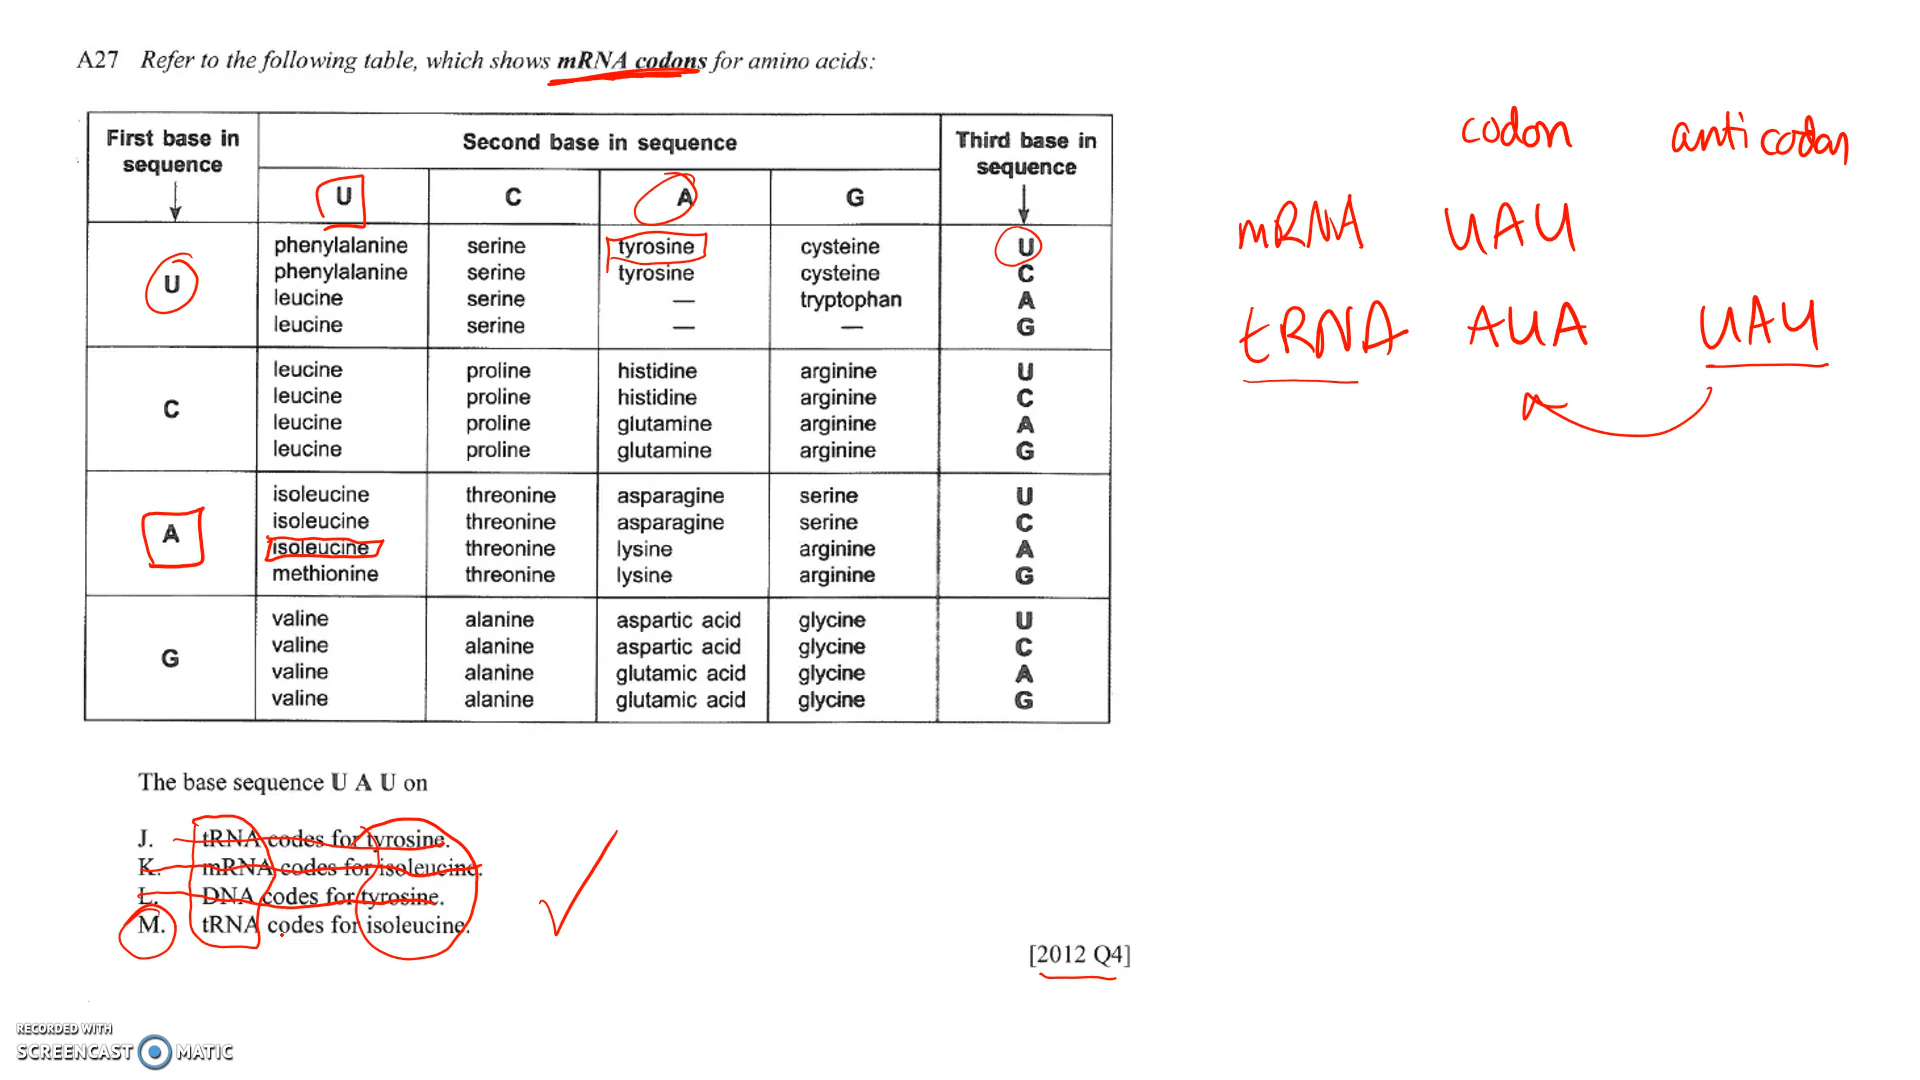 A27 Refer to the following table, which shows mRNA codons for amino acids:
First base in sequence
Second base in sequence
Third base in sequence
U C A G
U
phenylalanine serine tyrosine cysteine U
phenylalanine serine tyrosine cysteine C
leucine serine — tryptophan A
leucine serine — — G
C
leucine proline histidine arginine U
leucine proline histidine arginine C
leucine proline glutamine arginine A
leucine proline glutamine arginine G
A
isoleucine threonine asparagine serine U
isoleucine threonine asparagine serine C
isoleucine threonine lysine arginine A
methionine threonine lysine arginine G
G
valine alanine aspartic acid glycine U
valine alanine aspartic acid glycine C
valine alanine glutamic acid glycine A
valine alanine glutamic acid glycine G
The base sequence U A U on
J. tRNA codes for tyrosine.
K. mRNA codes for isoleucine.
L. DNA codes for tyrosine.
M. tRNA codes for isoleucine.
[2012 Q4]
codon anticodon
mRNA UAU
tRNA AUA UAU
RECORDED WITH
SCREENCAST MATIC